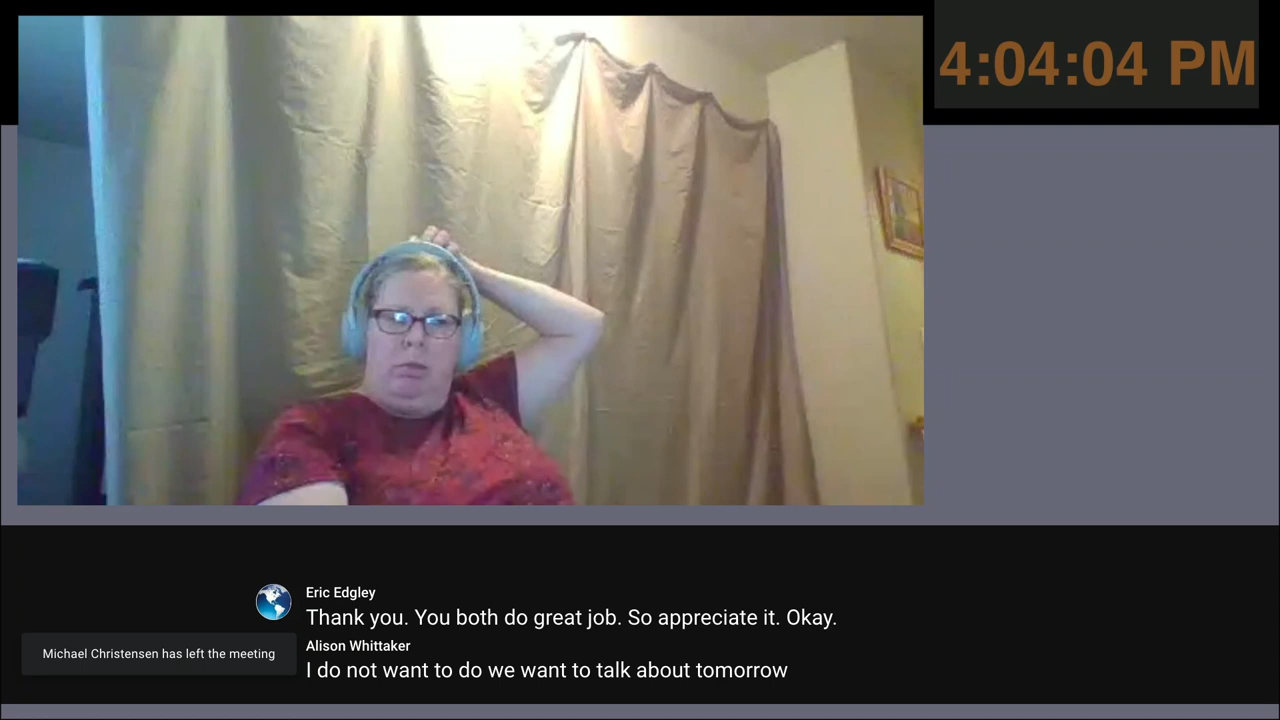 4:04:04 PM
Eric Edgley
Thank you. You both do great job. So appreciate it. Okay.
Michael Christensen has left the meeting
Alison Whittaker
I do not want to do we want to talk about tomorrow